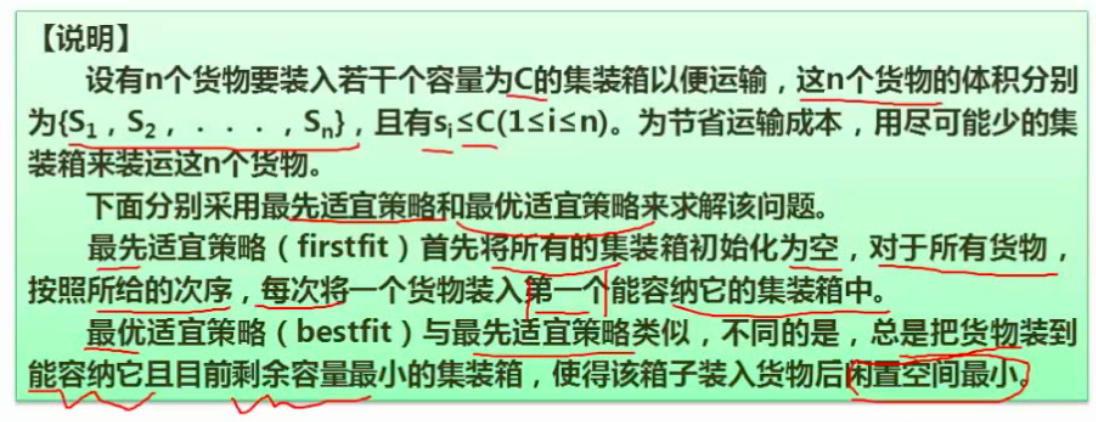 【说明】
设有n个货物要装入若干个容量为C的集装箱以便运输，这n个货物的体积分别
为{S₁，S₂，．．．，Sₙ}，且有sᵢ≤C(1≤i≤n)。为节省运输成本，用尽可能少的集
装箱来装运这n个货物。
下面分别采用最先适宜策略和最优适宜策略来求解该问题。
最先适宜策略（firstfit）首先将所有的集装箱初始化为空，对于所有货物，
按照所给的次序，每次将一个货物装入第一个能容纳它的集装箱中。
最优适宜策略（bestfit）与最先适宜策略类似，不同的是，总是把货物装到
能容纳它且目前剩余容量最小的集装箱，使得该箱子装入货物后闲置空间最小。